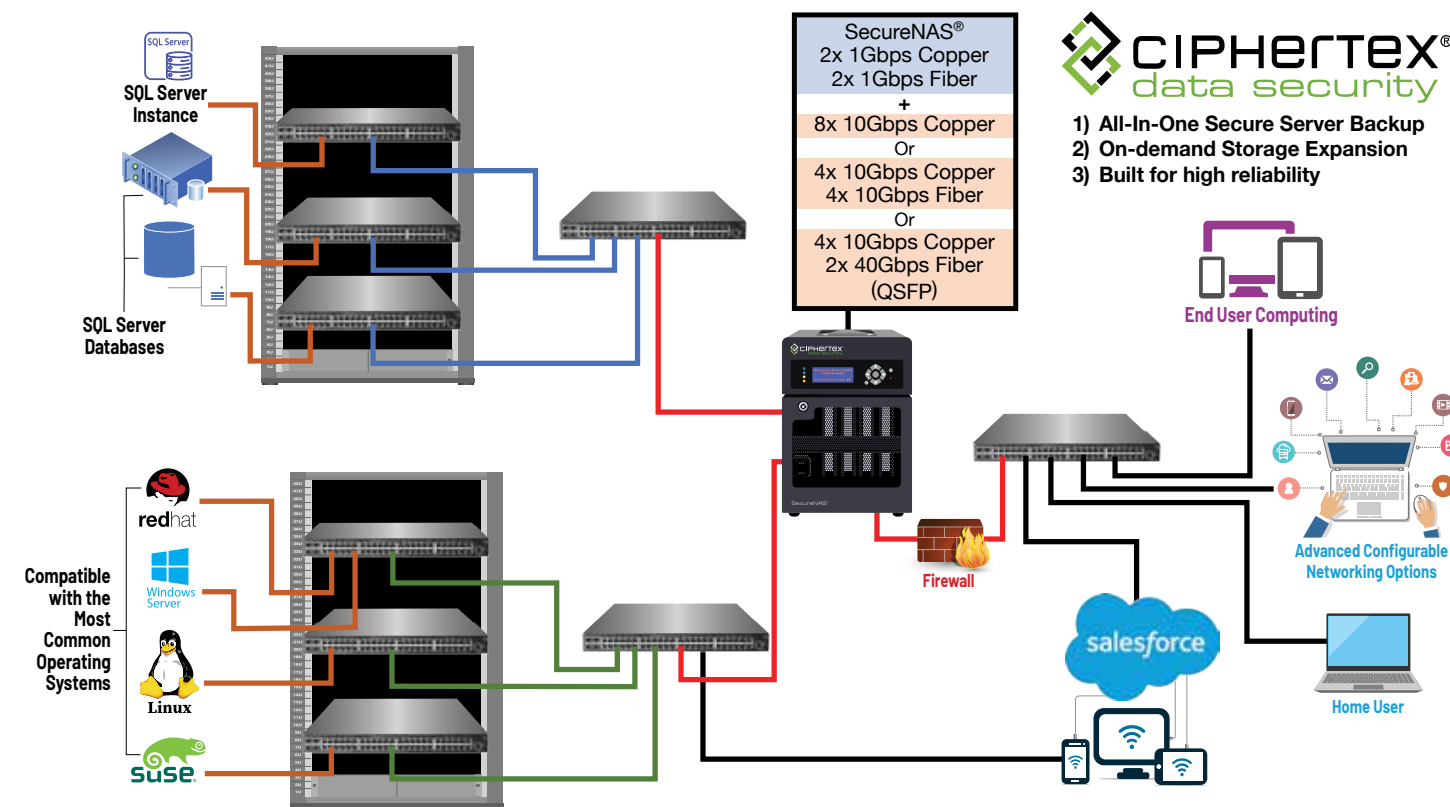 SQL Server
SQL Server
Instance
SQL Server
Databases
SecureNAS®
2x 1Gbps Copper
2x 1Gbps Fiber
+
8x 10Gbps Copper
Or
4x 10Gbps Copper
4x 10Gbps Fiber
Or
4x 10Gbps Copper
2x 40Gbps Fiber
(QSFP)
CIPHERTEX®
data security
1) All-In-One Secure Server Backup
2) On-demand Storage Expansion
3) Built for high reliability
End User Computing
CIPHERTEX
SecureNAS
Advanced Configurable
Networking Options
Firewall
Compatible
with the
Most
Common
Operating
Systems
redhat
Windows
Server
Linux
SUSE
salesforce
Home User